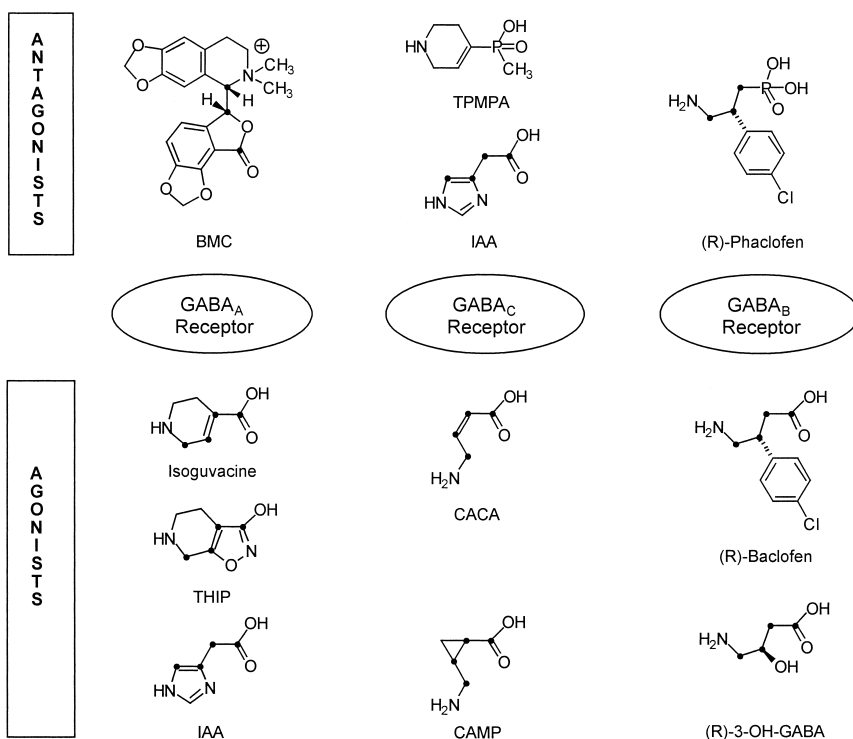 ANTAGONISTS
O
O
⊕
N
CH3
CH3
H
H
O
O
O
O
BMC
HN
OH
P
O
CH3
TPMPA
OH
O
HN
N
IAA
OH
P
OH
O
H2N
Cl
(R)-Phaclofen
GABAA
Receptor
GABAC
Receptor
GABAB
Receptor
AGONISTS
OH
O
HN
Isoguvacine
OH
HN
N
O
THIP
OH
O
HN
N
IAA
OH
O
H2N
CACA
OH
O
H2N
CAMP
OH
O
H2N
Cl
(R)-Baclofen
OH
O
H2N
OH
(R)-3-OH-GABA